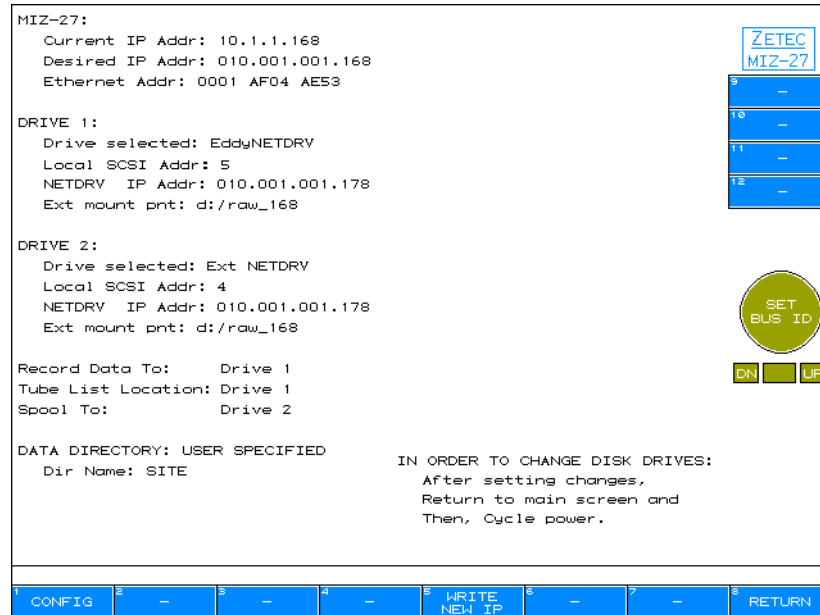 MIZ-27:
Current IP Addr: 10.1.1.168
Desired IP Addr: 010.001.001.168
Ethernet Addr: 0001 AF04 AE53
DRIVE 1:
Drive selected: EddyNETDRV
Local SCSI Addr: 5
NETDRV IP Addr: 010.001.001.178
Ext mount pnt: d:/raw_168
DRIVE 2:
Drive selected: Ext NETDRV
Local SCSI Addr: 4
NETDRV IP Addr: 010.001.001.178
Ext mount pnt: d:/raw_168
Record Data To: Drive 1
Tube List Location: Drive 1
Spool To: Drive 2
DATA DIRECTORY: USER SPECIFIED
Dir Name: SITE
IN ORDER TO CHANGE DISK DRIVES:
After setting changes,
Return to main screen and
Then, Cycle power.
ZETEC
MIZ-27
9 –
10 –
11 –
12 –
SET
BUS ID
DN UP
1 CONFIG 2 – 3 – 4 – 5 WRITE NEW IP 6 – 7 – 8 RETURN